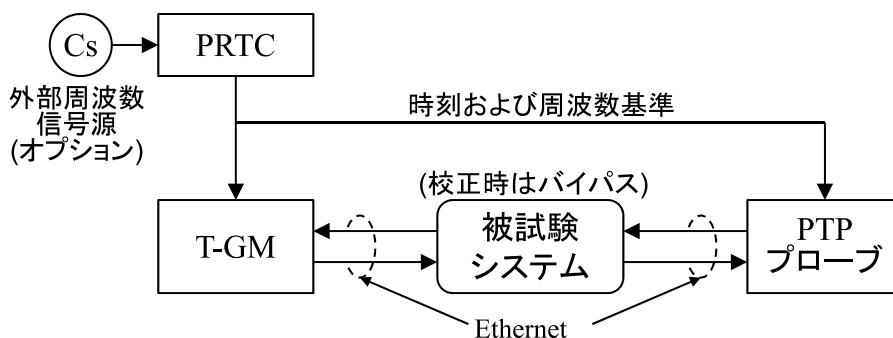 Cs
PRTC
外部周波数
信号源
(オプション)
時刻および周波数基準
(校正時はバイパス)
T-GM
被試験
システム
PTP
プローブ
Ethernet